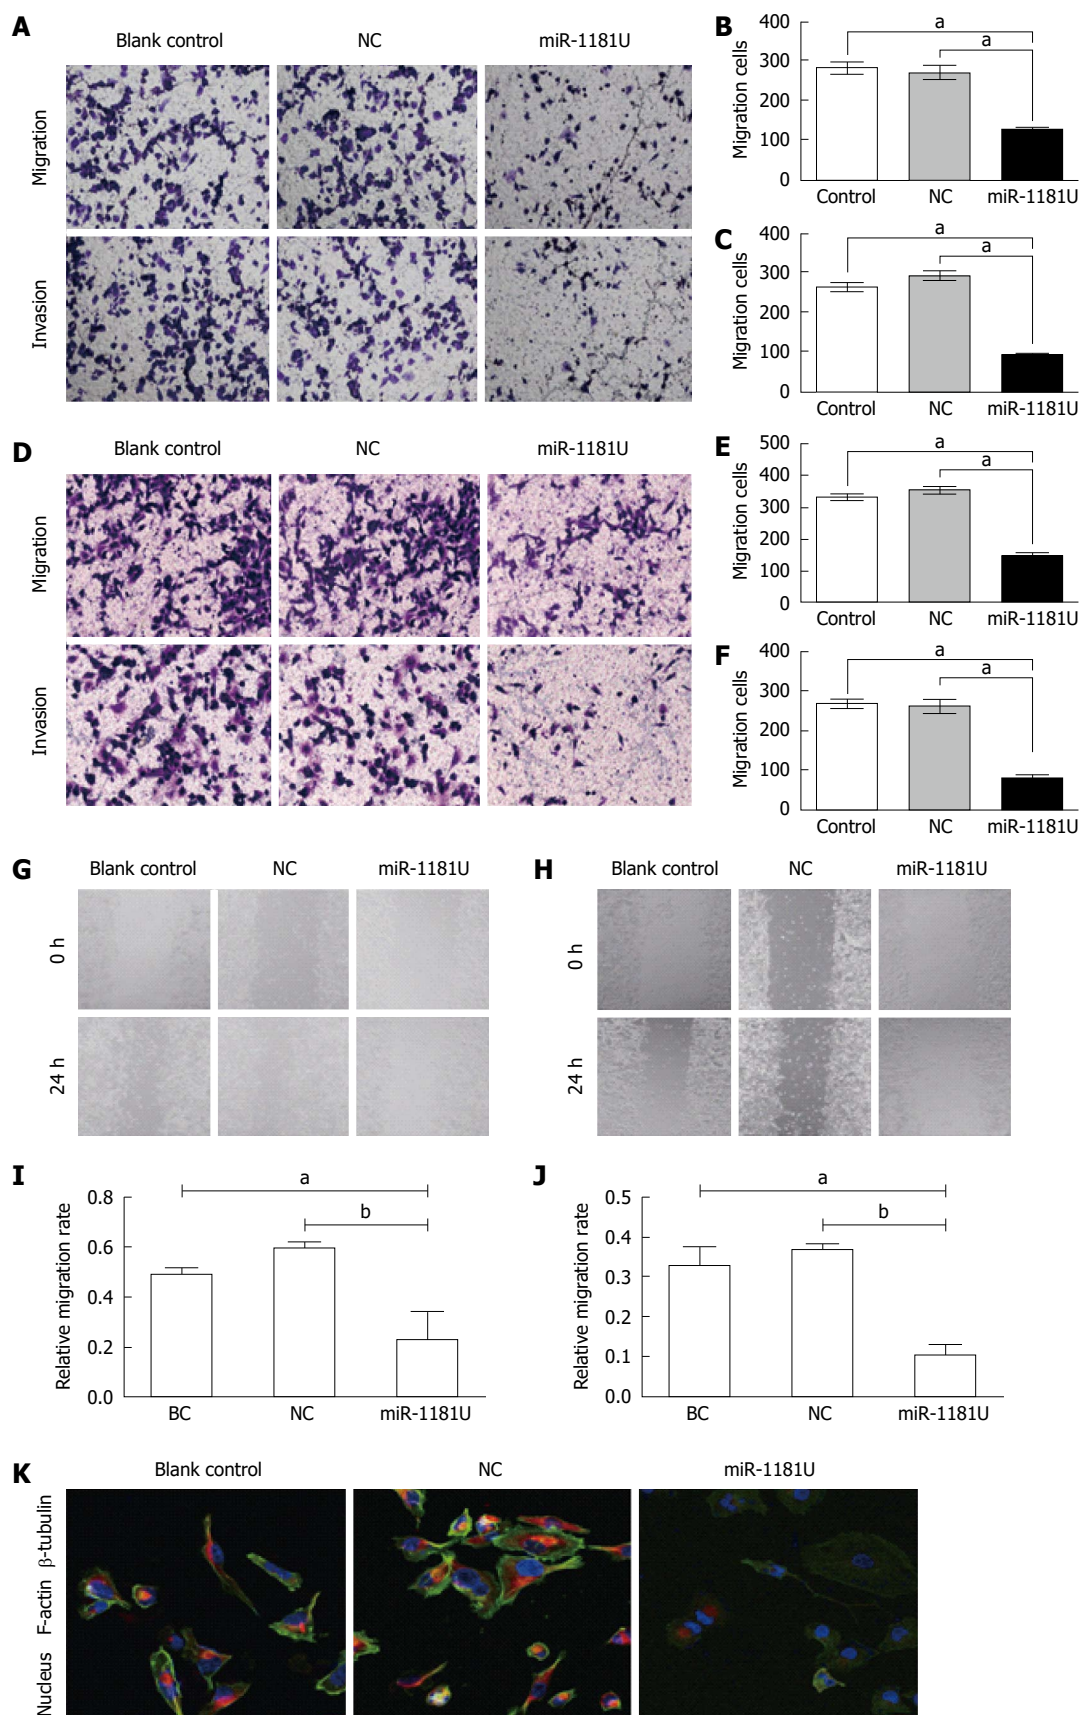 A
Blank control
NC
miR-1181U
Migration
Invasion
B
Migration cells
400
300
200
100
0
a
a
Control
NC
miR-1181U
C
Migration cells
400
300
200
100
0
a
a
Control
NC
miR-1181U
D
Blank control
NC
miR-1181U
Migration
Invasion
E
Migration cells
500
400
300
200
100
0
a
a
Control
NC
miR-1181U
F
Migration cells
400
300
200
100
0
a
a
Control
NC
miR-1181U
G
Blank control
NC
miR-1181U
0 h
24 h
H
Blank control
NC
miR-1181U
0 h
24 h
I
Relative migration rate
0.8
0.6
0.4
0.2
0.0
a
b
BC
NC
miR-1181U
J
Relative migration rate
0.5
0.4
0.3
0.2
0.1
0.0
a
b
BC
NC
miR-1181U
K
Blank control
NC
miR-1181U
Nucleus F-actin β-tubulin